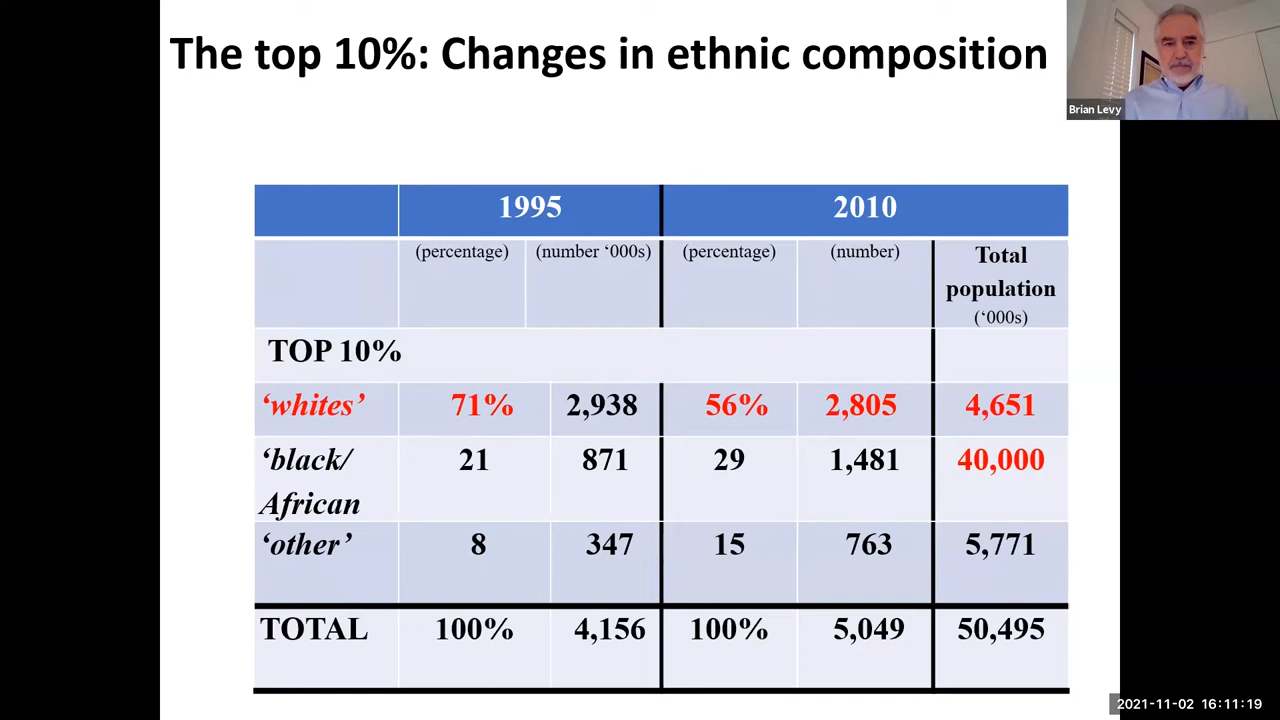 The top 10%: Changes in ethnic composition
Brian Levy
1995 2010
(percentage) (number ‘000s) (percentage) (number) Total
population
(‘000s)
TOP 10%
‘whites’ 71% 2,938 56% 2,805 4,651
‘black/ 21 871 29 1,481 40,000
African
‘other’ 8 347 15 763 5,771
TOTAL 100% 4,156 100% 5,049 50,495
2021-11-02 16:11:19